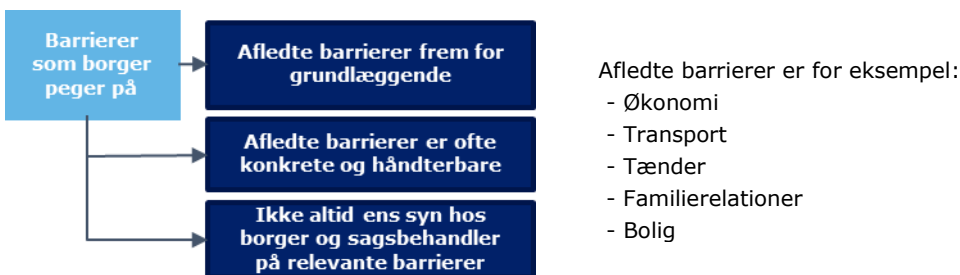 Barrierer
som borger
peger på
Afledte barrierer frem for
grundlæggende
Afledte barrierer er ofte
konkrete og håndterbare
Ikke altid ens syn hos
borger og sagsbehandler
på relevante barrierer
Afledte barrierer er for eksempel:
- Økonomi
- Transport
- Tænder
- Familierelationer
- Bolig